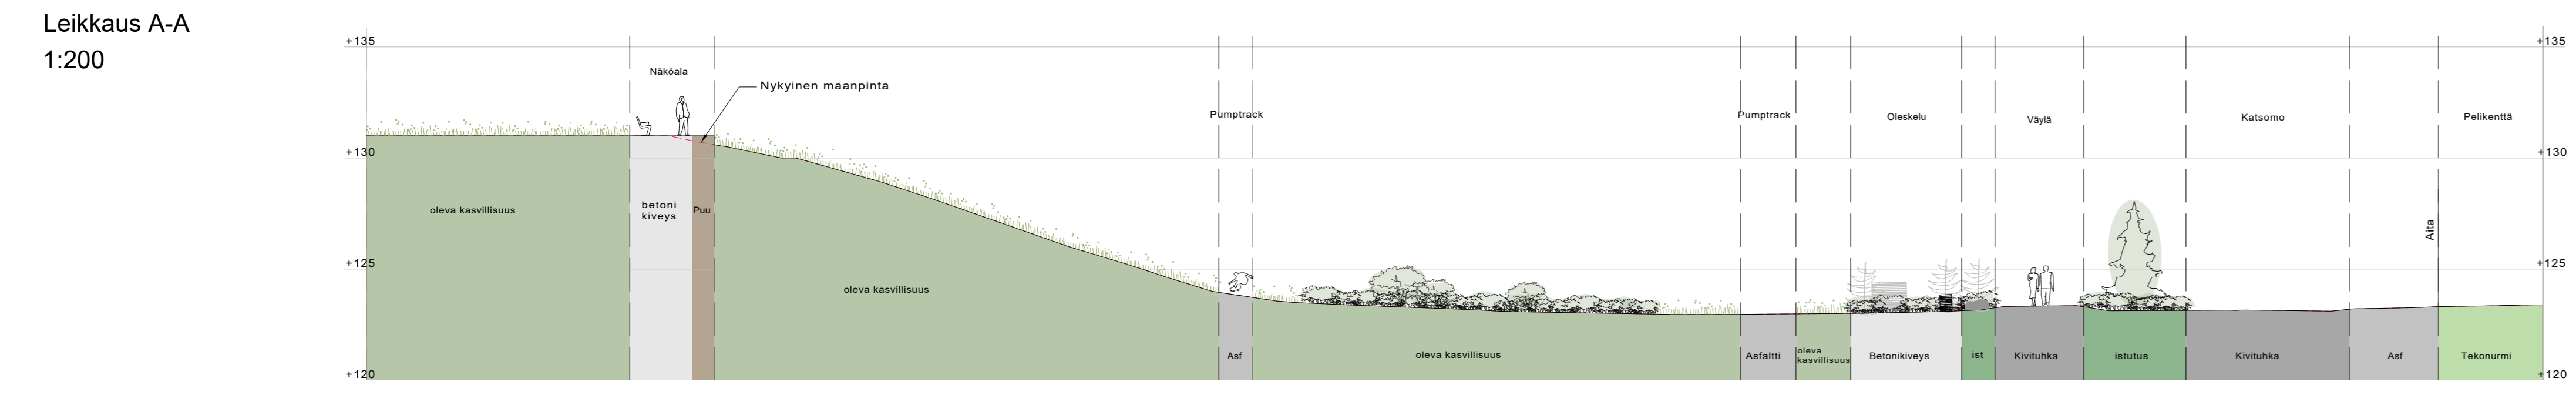 Leikkaus A-A
1:200
+135
+135
Näköala
Nykyinen maanpinta
Pumptrack
Pumptrack
Oleskelu
Väylä
Katsomo
Pelikenttä
+130
+130
oleva kasvillisuus
betoni
kiveys
Puu
Aita
+125
+125
oleva kasvillisuus
Asf
oleva kasvillisuus
Asfaltti
oleva
kasvillisuus
Betonikiveys
ist
Kivituhka
istutus
Kivituhka
Asf
Tekonurmi
+120
+120